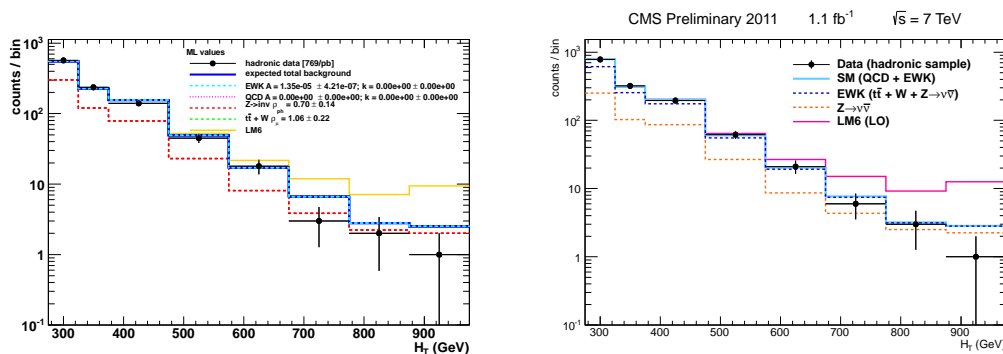 counts / bin
10³
10²
10
1
10⁻¹
ML values
hadronic data [769/pb]
expected total background
EWK A = 1.35e-05 ± 4.21e-07; k = 0.00e+00 ± 0.00e+00
QCD A = 0.00e+00 ± 0.00e+00; k = 0.00e+00 ± 0.00e+00
Z->inv ρ_ph = 0.70 ± 0.14
tt̄ + W ρ_μ = 1.06 ± 0.22
LM6
300 400 500 600 700 800 900
H_T (GeV)
CMS Preliminary 2011 1.1 fb⁻¹ √s = 7 TeV
counts / bin
10³
10²
10
1
10⁻¹
Data (hadronic sample)
SM (QCD + EWK)
EWK (tt̄ + W + Z→νν̄)
Z→νν̄
LM6 (LO)
300 400 500 600 700 800 900
H_T (GeV)